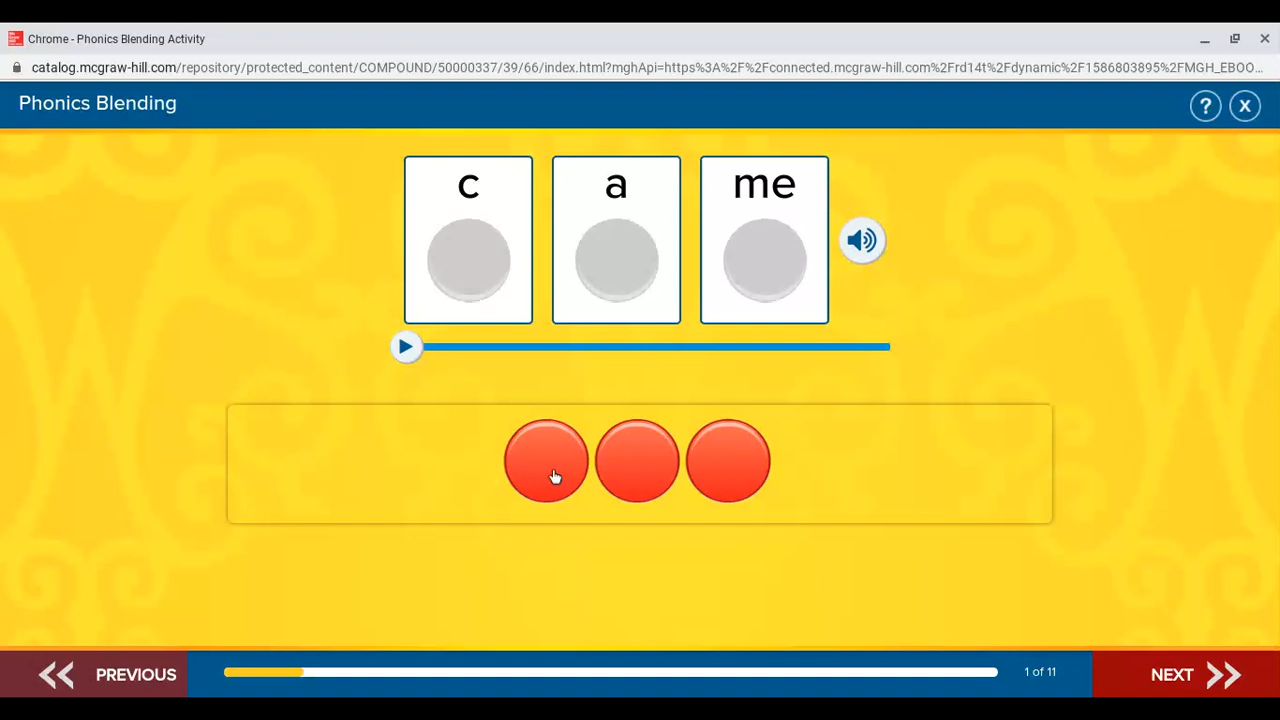 Chrome - Phonics Blending Activity
catalog.mcgraw-hill.com/repository/protected_content/COMPOUND/50000337/39/66/index.html?mghApi=https%3A%2F%2Fconnected.mcgraw-hill.com%2Frd14t%2Fdynamic%2F1586803895%2FMGH_EBOO...
Phonics Blending
?
X
c a me
PREVIOUS
1 of 11
NEXT